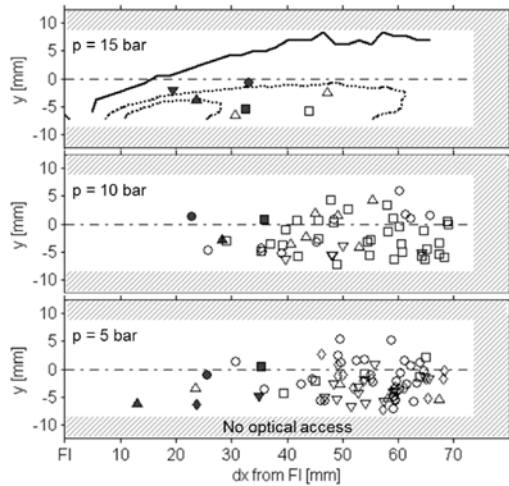 10
5
0
-5
-10
y [mm]
p = 15 bar
10
5
0
-5
-10
y [mm]
p = 10 bar
10
5
0
-5
-10
y [mm]
p = 5 bar
No optical access
FI 10 20 30 40 50 60 70 80
dx from FI [mm]